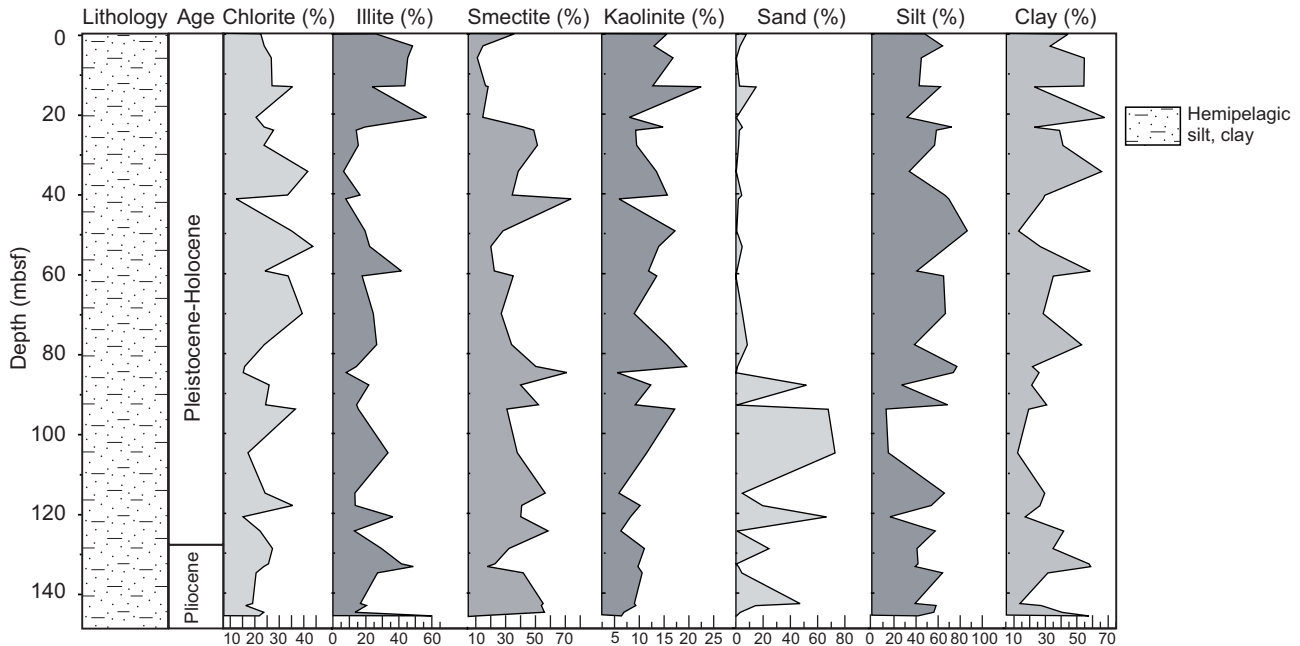 Lithology Age Chlorite (%) Illite (%) Smectite (%) Kaolinite (%) Sand (%) Silt (%) Clay (%)
0
20
40
60
80
100
120
140
Depth (mbsf)
Pleistocene-Holocene
Pliocene
Hemipelagic
silt, clay
10 20 30 40 0 20 40 60 10 30 50 70 5 10 15 20 25 0 20 40 60 80 0 20 40 60 80 100 10 30 50 70